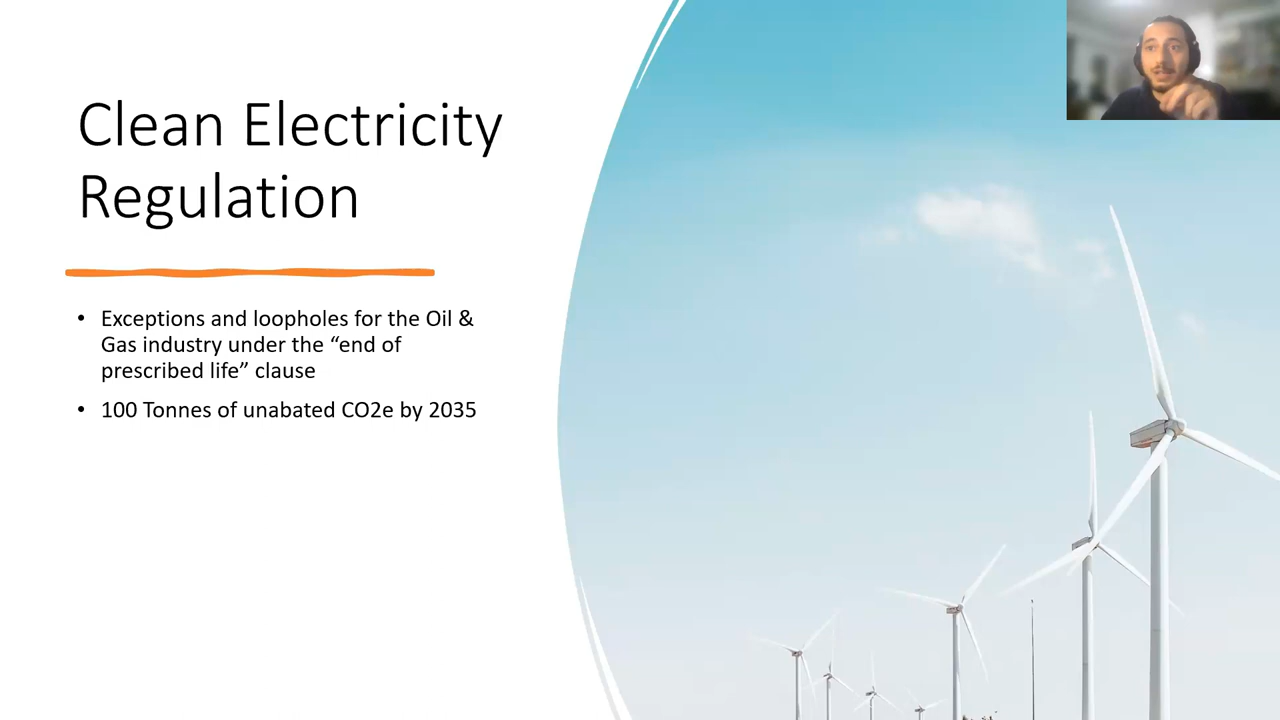 Clean Electricity
Regulation
• Exceptions and loopholes for the Oil &
Gas industry under the “end of
prescribed life” clause
• 100 Tonnes of unabated CO2e by 2035